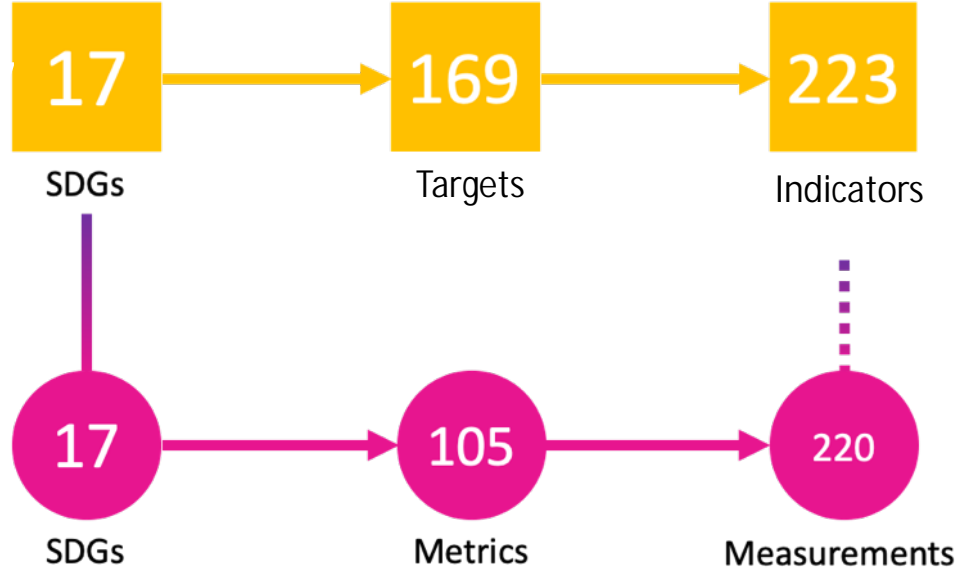 17
169
223
SDGs
Targets
Indicators
17
105
220
SDGs
Metrics
Measurements